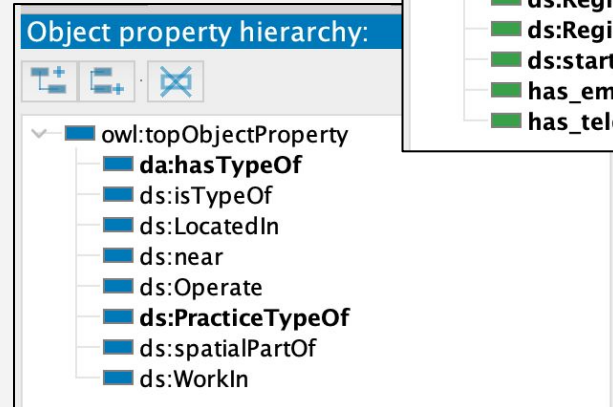 ds:Regi
ds:Regi
ds:start
has_em
has_tel
Object property hierarchy:
owl:topObjectProperty
da:hasTypeOf
ds:isTypeOf
ds:LocatedIn
ds:near
ds:Operate
ds:PracticeTypeOf
ds:spatialPartOf
ds:WorkIn